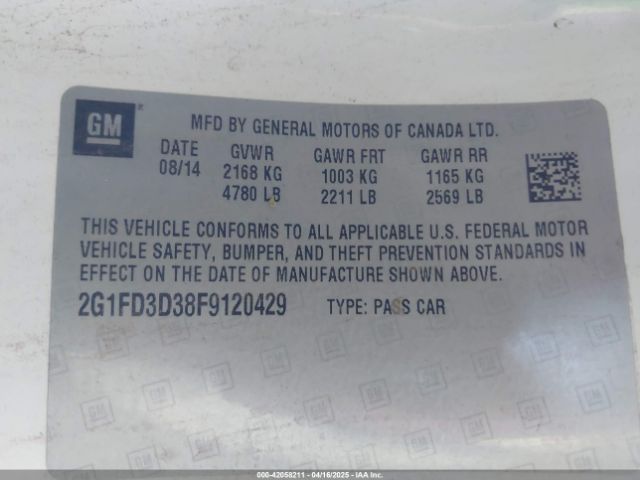 GM
MFD BY GENERAL MOTORS OF CANADA LTD.
DATE GVWR GAWR FRT GAWR RR
08/14 2168 KG 1003 KG 1165 KG
4780 LB 2211 LB 2569 LB
THIS VEHICLE CONFORMS TO ALL APPLICABLE U.S. FEDERAL MOTOR
VEHICLE SAFETY, BUMPER, AND THEFT PREVENTION STANDARDS IN
EFFECT ON THE DATE OF MANUFACTURE SHOWN ABOVE.
2G1FD3D38F9120429 TYPE: PASS CAR
000-42058211 - 04/16/2025 - IAA, Inc.